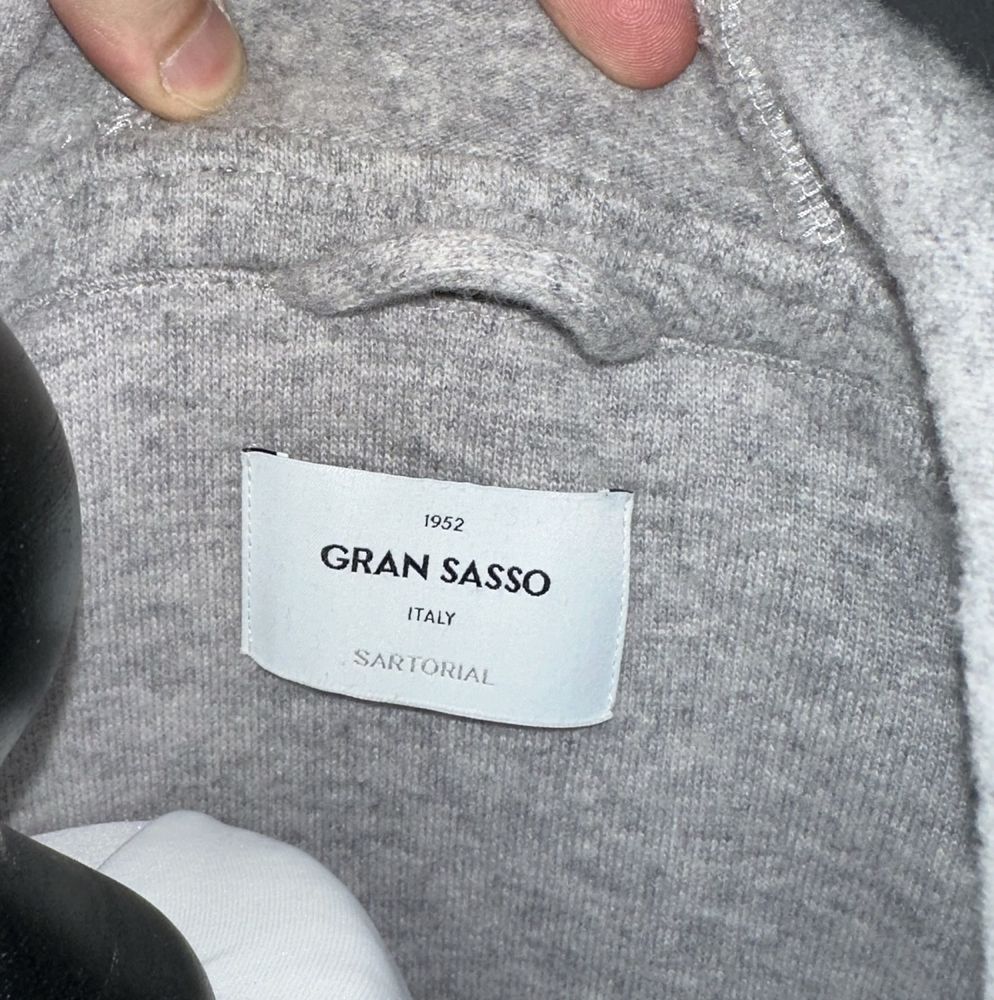 1952
GRAN SASSO
ITALY
SARTORIAL